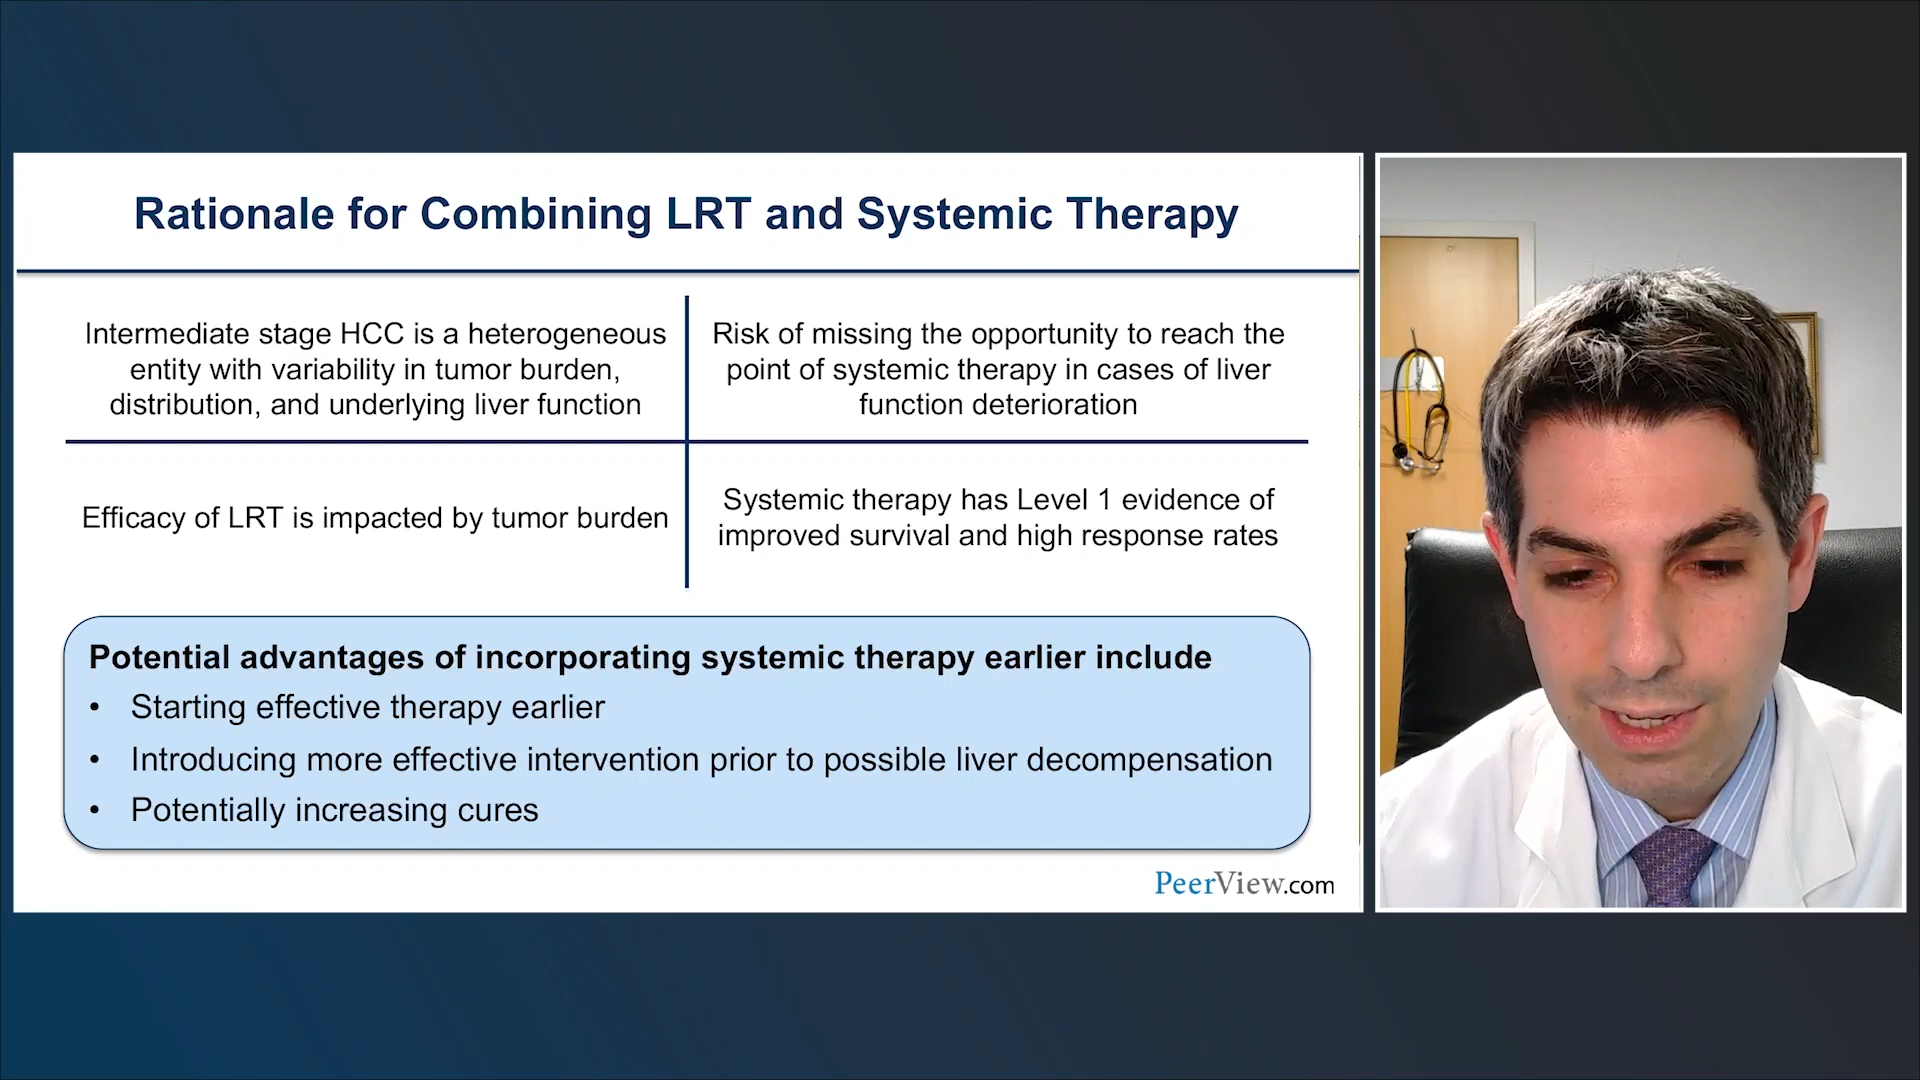 Rationale for Combining LRT and Systemic Therapy
Intermediate stage HCC is a heterogeneous
entity with variability in tumor burden,
distribution, and underlying liver function
Risk of missing the opportunity to reach the
point of systemic therapy in cases of liver
function deterioration
Efficacy of LRT is impacted by tumor burden
Systemic therapy has Level 1 evidence of
improved survival and high response rates
Potential advantages of incorporating systemic therapy earlier include
• Starting effective therapy earlier
• Introducing more effective intervention prior to possible liver decompensation
• Potentially increasing cures
PeerView.com